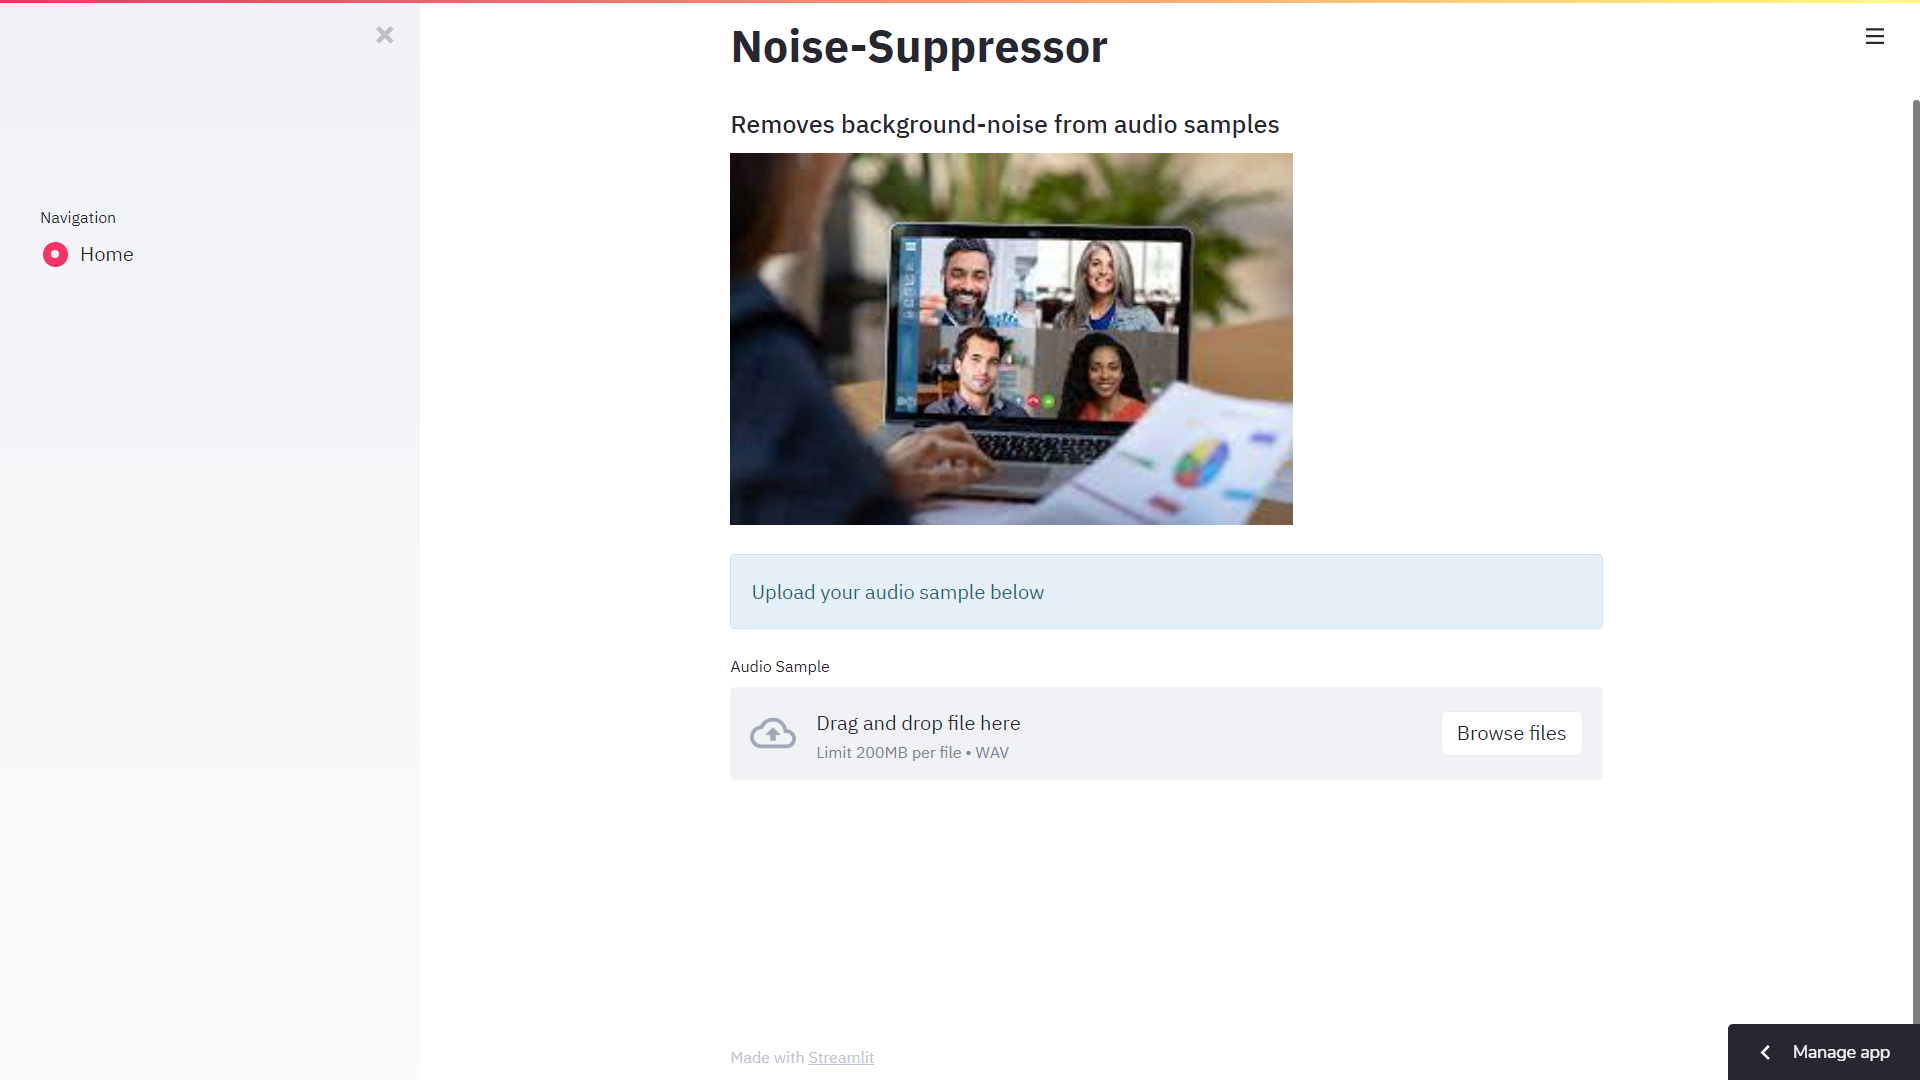 Noise-Suppressor
Removes background-noise from audio samples
Navigation
Home
Upload your audio sample below
Audio Sample
Drag and drop file here
Limit 200MB per file • WAV
Browse files
Made with Streamlit
Manage app